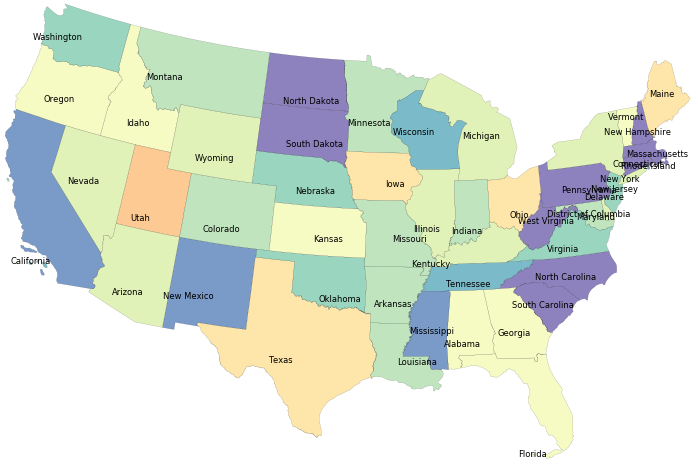 Washington
Oregon
Idaho
Montana
North Dakota
South Dakota
Minnesota
Wisconsin
Michigan
Maine
Vermont
New Hampshire
Massachusetts
Connecticut
Rhode Island
New York
New Jersey
Pennsylvania
Delaware
District of Columbia
Maryland
West Virginia
Virginia
Ohio
Indiana
Illinois
Iowa
Nebraska
Wyoming
Nevada
Utah
Colorado
Kansas
Missouri
Kentucky
California
Arizona
New Mexico
Oklahoma
Arkansas
Tennessee
North Carolina
South Carolina
Georgia
Alabama
Mississippi
Louisiana
Texas
Florida